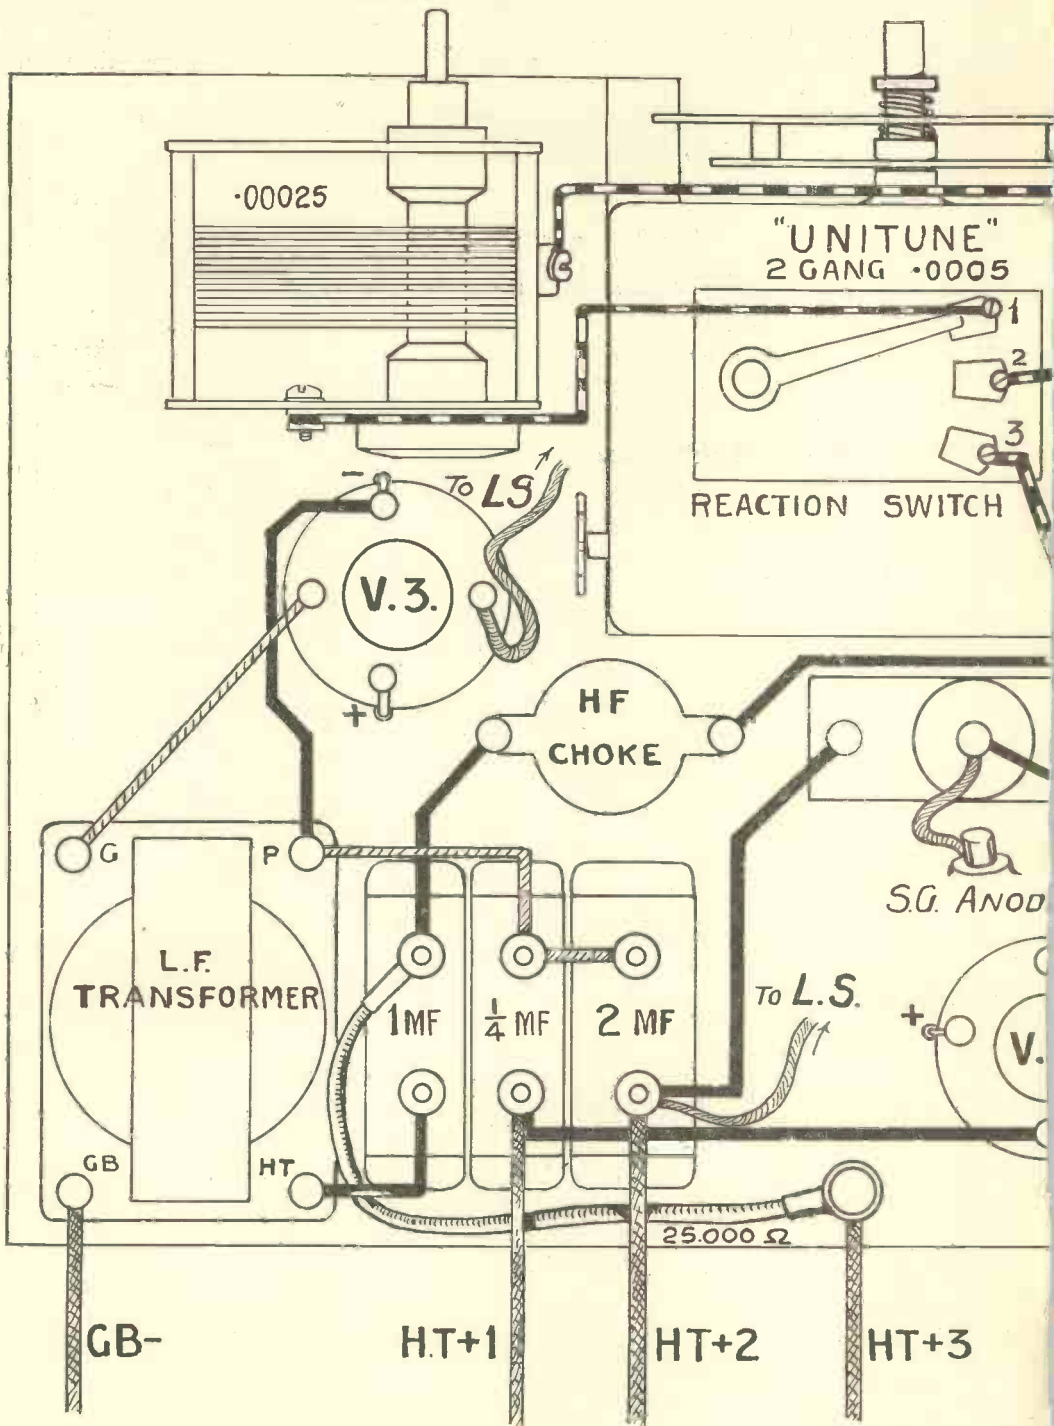 ·00025
"UNITUNE"
2 GANG ·0005
1
2
3
REACTION SWITCH
To LS
-
V.3.
+
HF
CHOKE
G
P
S.G. ANOD
L.F.
TRANSFORMER
1MF
1/4 MF
2 MF
To L.S.
+
V.
GB
HT
25.000 Ω
GB-
H.T+1
HT+2
HT+3